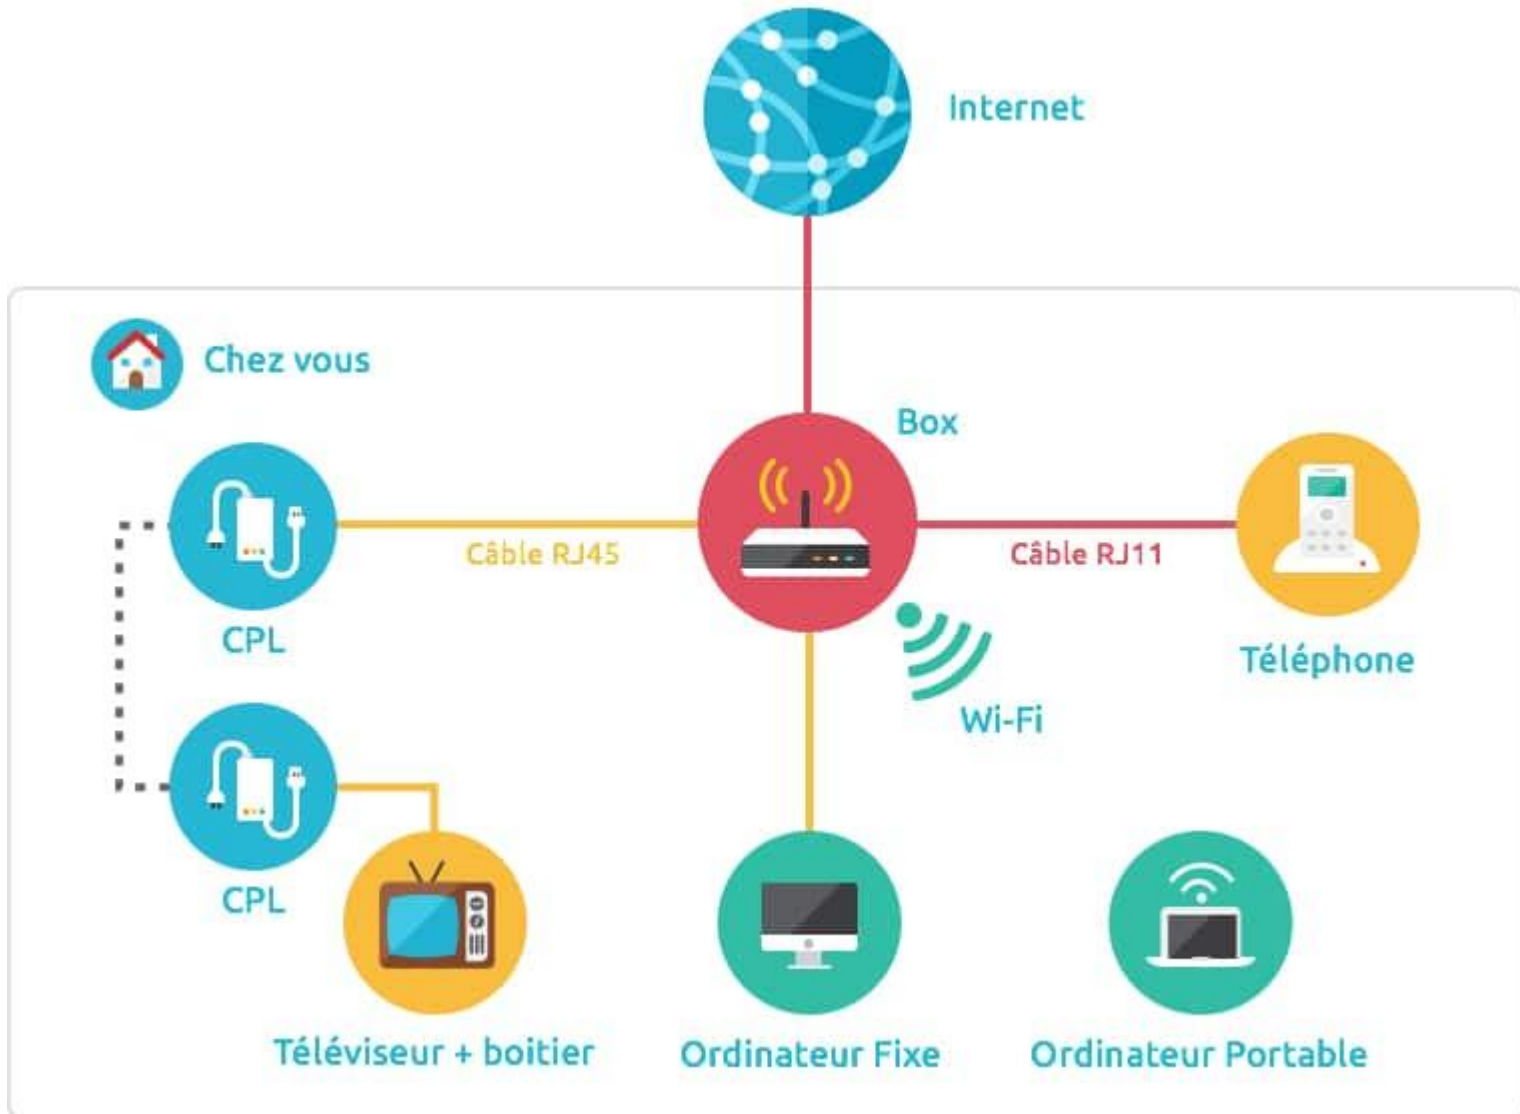 Internet
Chez vous
Box
Câble RJ45
Câble RJ11
CPL
Téléphone
Wi-Fi
CPL
Téléviseur + boitier
Ordinateur Fixe
Ordinateur Portable